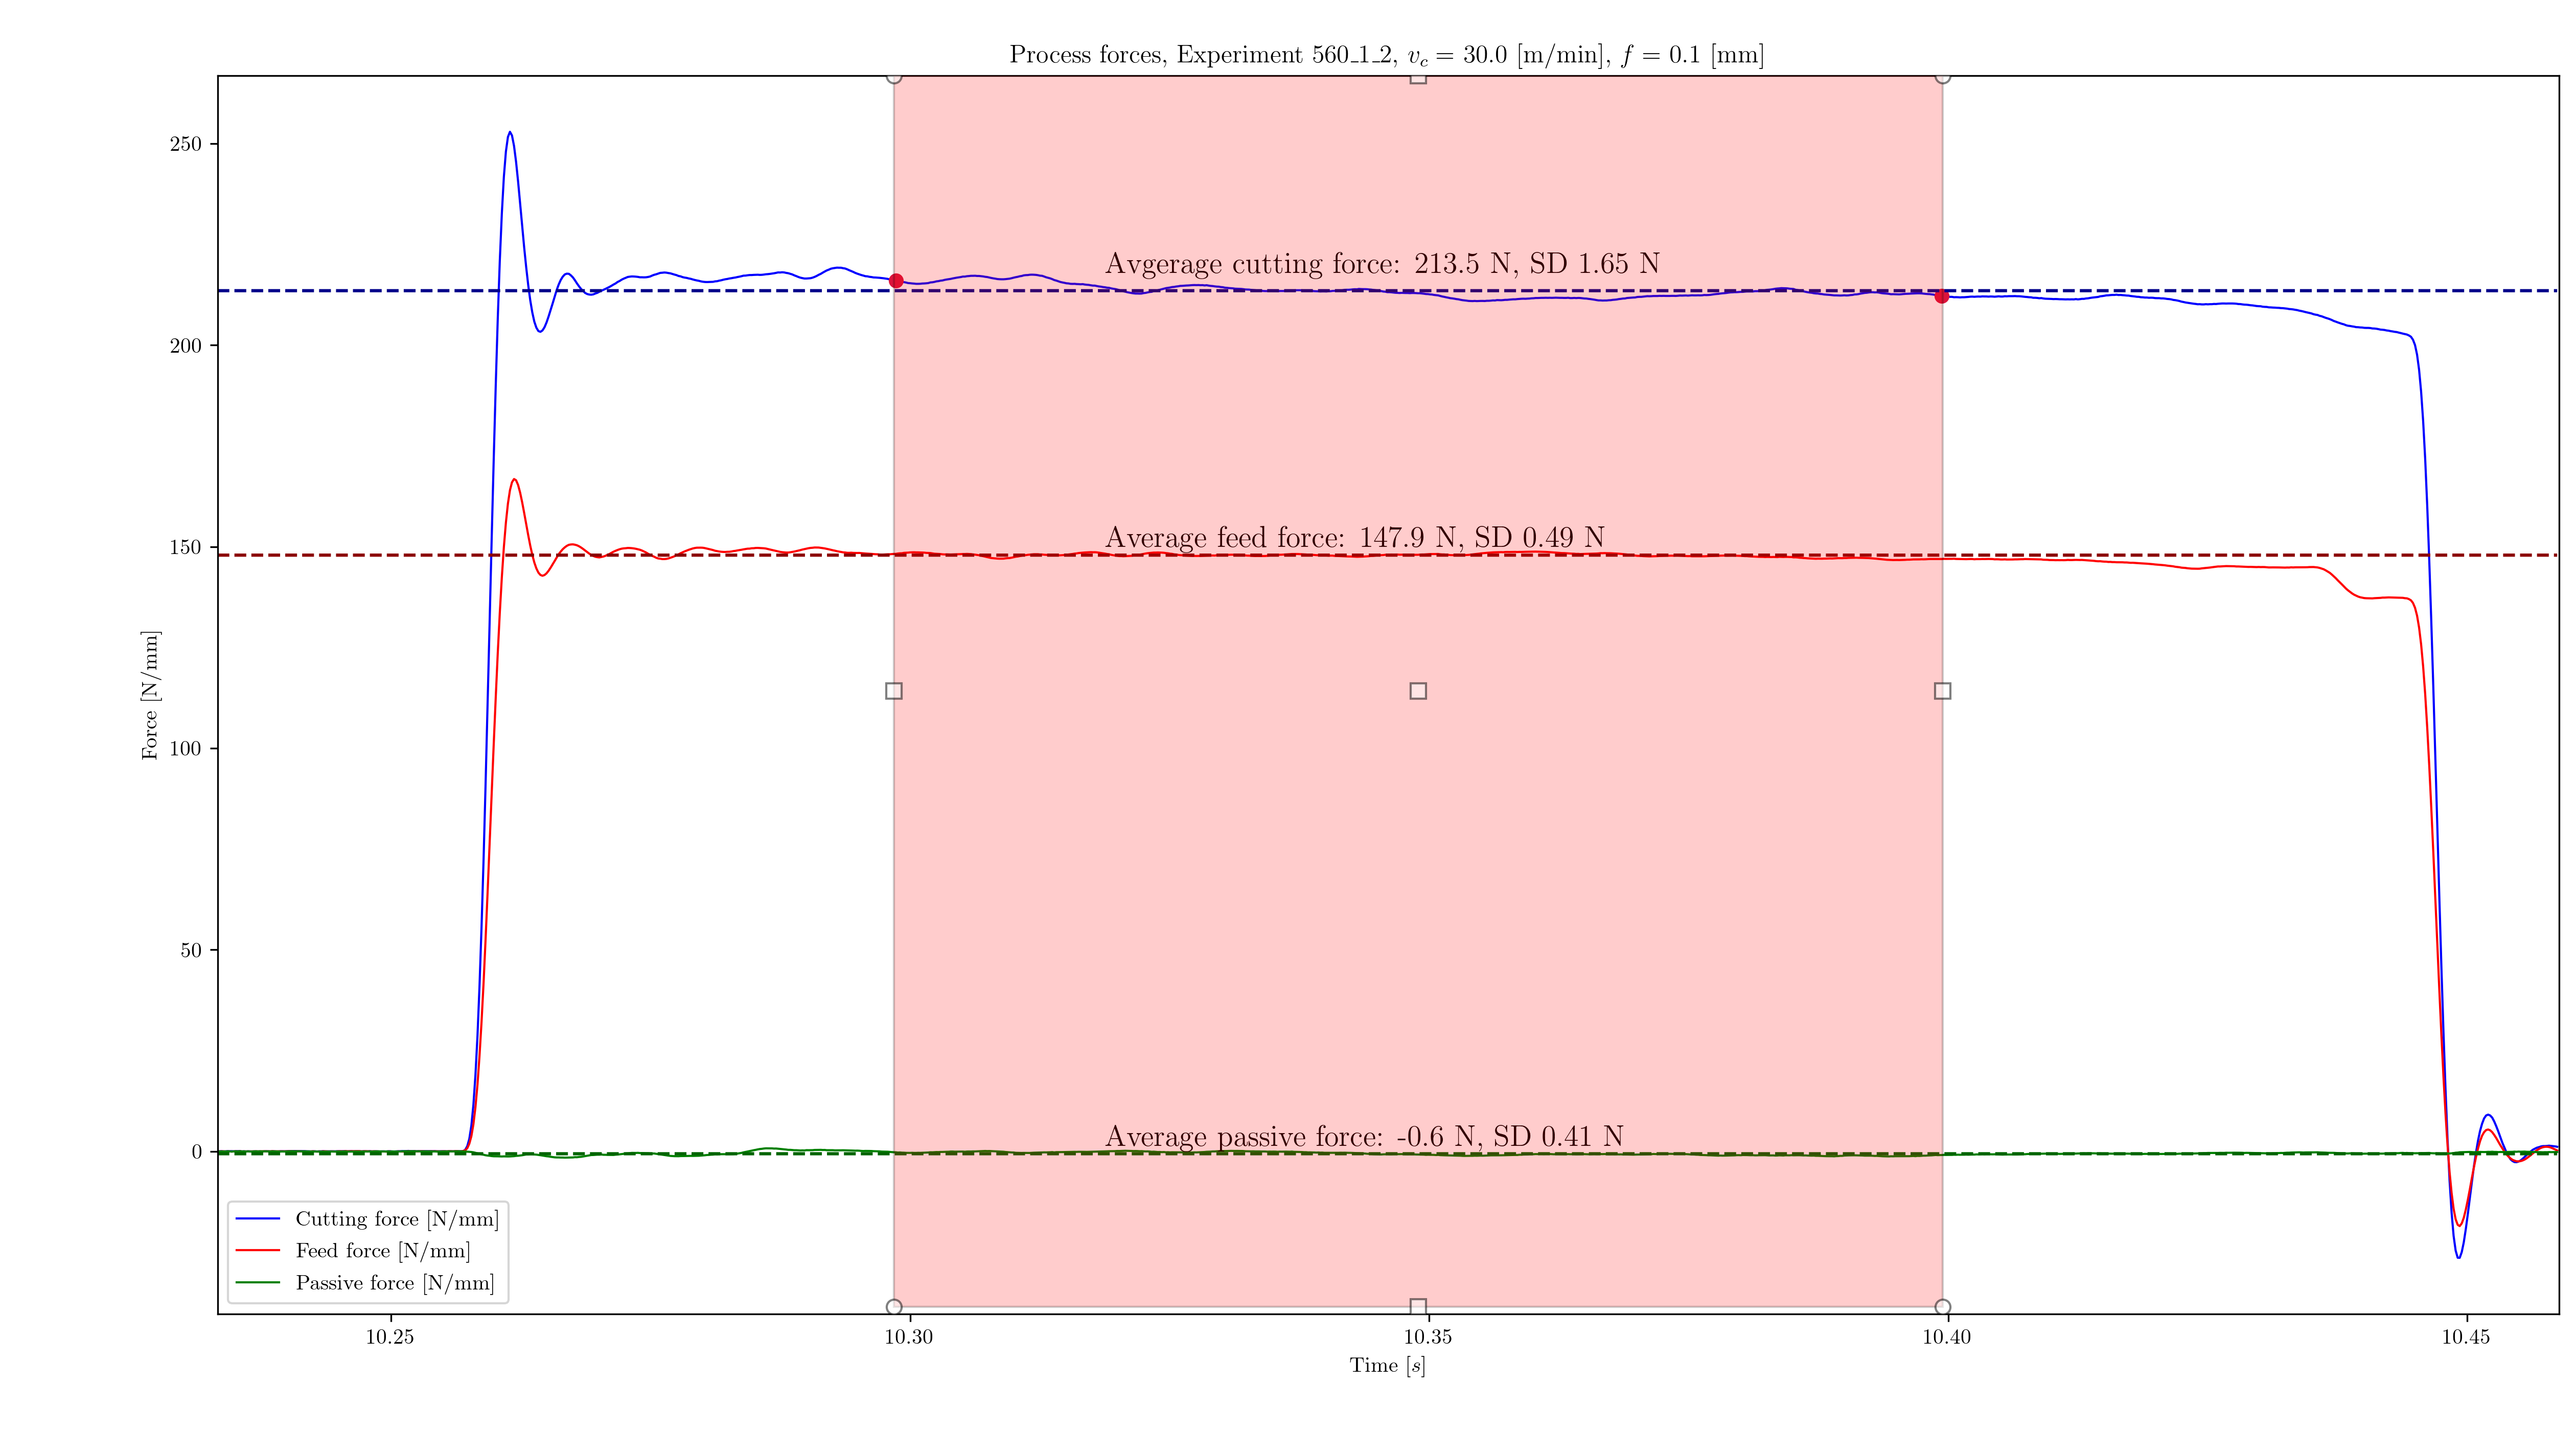 Process forces, Experiment 560_1_2, v_c = 30.0 [m/min], f = 0.1 [mm]
250
200
150
100
50
0
Force [N/mm]
Avgerage cutting force: 213.5 N, SD 1.65 N
Average feed force: 147.9 N, SD 0.49 N
Average passive force: -0.6 N, SD 0.41 N
Cutting force [N/mm]
Feed force [N/mm]
Passive force [N/mm]
10.25 10.30 10.35 10.40 10.45
Time [s]